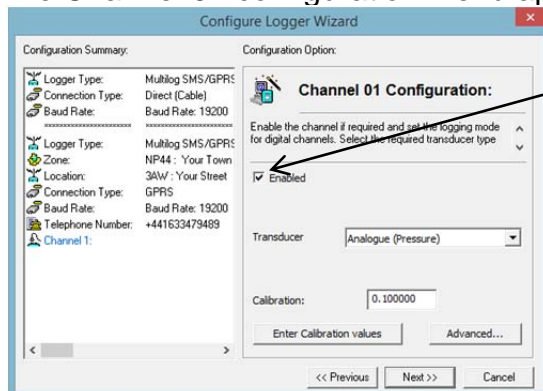 Configure Logger Wizard
Configuration Summary:
Configuration Option:
Logger Type: Multilog SMS/GPRS
Connection Type: Direct (Cable)
Baud Rate: Baud Rate: 19200
Logger Type: Multilog SMS/GPRS
Zone: NP44 : Your Town
Location: 3AW : Your Street
Connection Type: GPRS
Baud Rate: Baud Rate: 19200
Telephone Number: +441633479489
Channel 1:
Channel 01 Configuration:
Enable the channel if required and set the logging mode
for digital channels. Select the required transducer type
Enabled
Transducer Analogue (Pressure)
Calibration: 0.100000
Enter Calibration values Advanced...
<< Previous Next >> Cancel